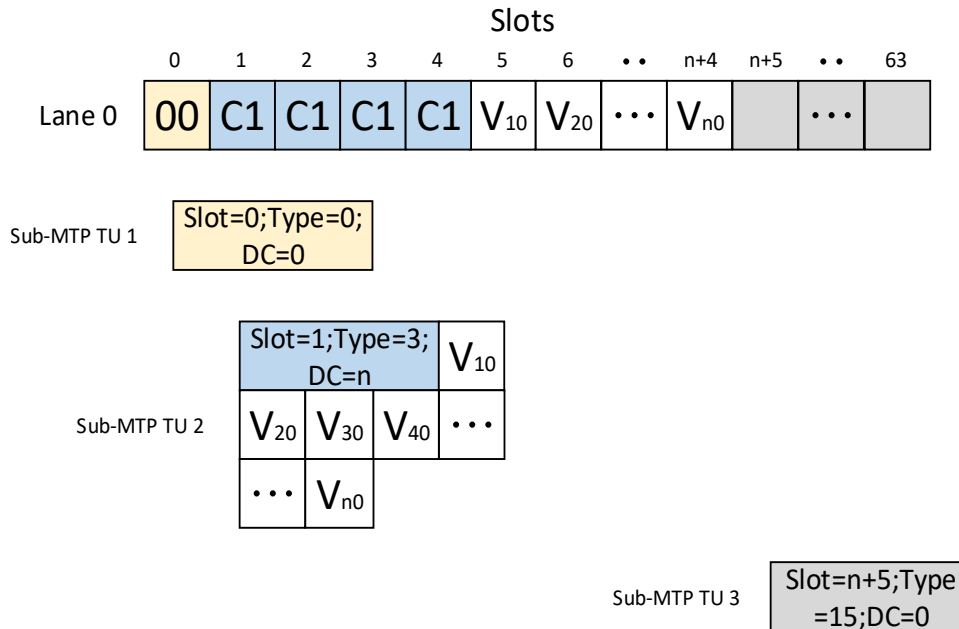 Slots
0 1 2 3 4 5 6 •• n+4 n+5 •• 63
Lane 0 00 C1 C1 C1 C1 V10 V20 ··· Vn0 ···
Sub-MTP TU 1
Slot=0;Type=0;
DC=0
Sub-MTP TU 2
Slot=1;Type=3;
DC=n
V10
V20 V30 V40 ···
··· Vn0
Sub-MTP TU 3
Slot=n+5;Type
=15;DC=0